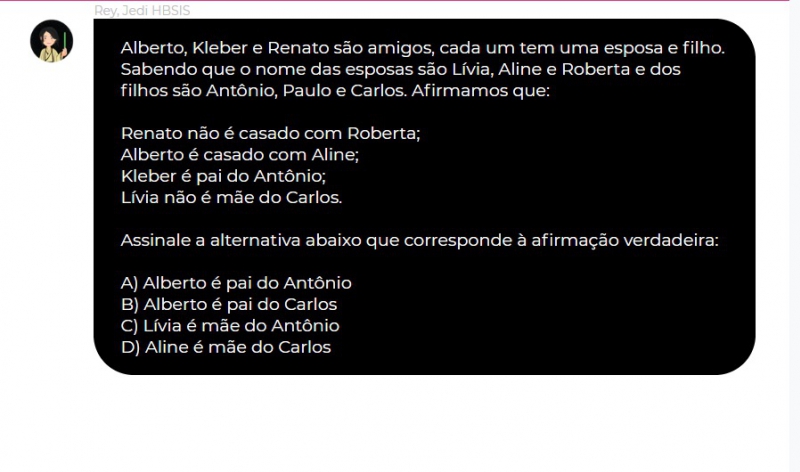 Rey, Jedi HBSIS
Alberto, Kleber e Renato são amigos, cada um tem uma esposa e filho.
Sabendo que o nome das esposas são Lívia, Aline e Roberta e dos
filhos são Antônio, Paulo e Carlos. Afirmamos que:
Renato não é casado com Roberta;
Alberto é casado com Aline;
Kleber é pai do Antônio;
Lívia não é mãe do Carlos.
Assinale a alternativa abaixo que corresponde à afirmação verdadeira:
A) Alberto é pai do Antônio
B) Alberto é pai do Carlos
C) Lívia é mãe do Antônio
D) Aline é mãe do Carlos